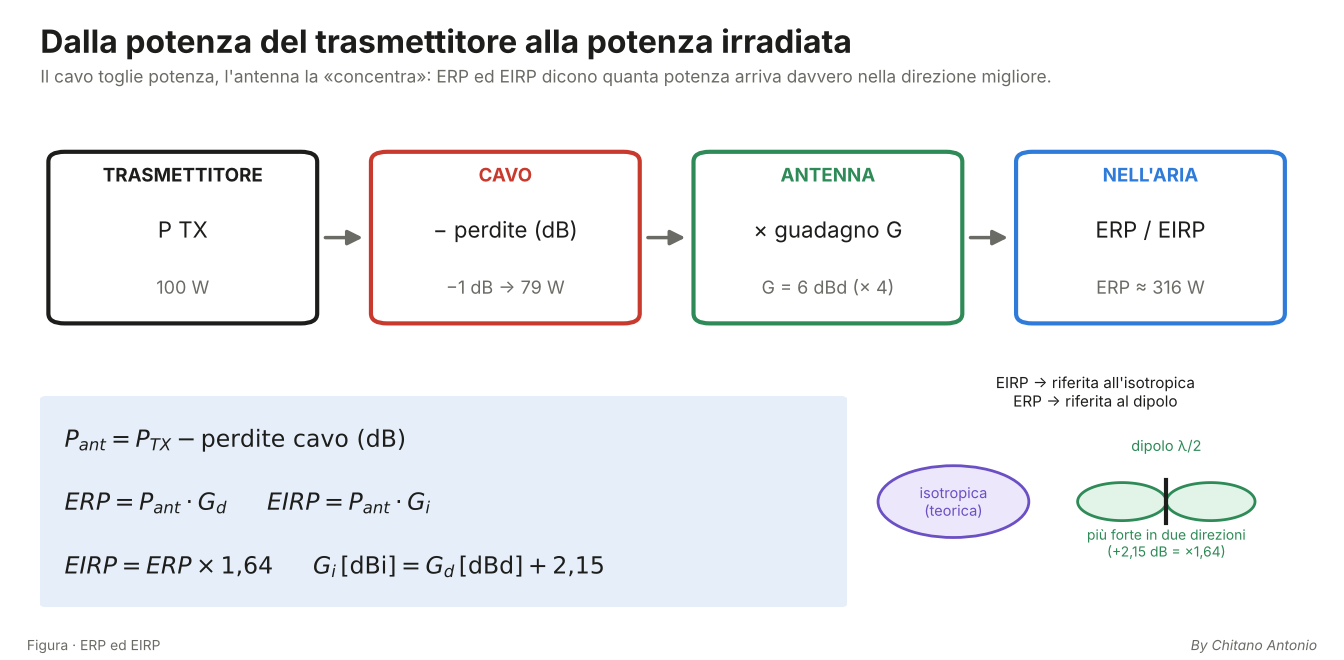 Dalla potenza del trasmettitore alla potenza irradiata
Il cavo toglie potenza, l'antenna la «concentra»: ERP ed EIRP dicono quanta potenza arriva davvero nella direzione migliore.
TRASMETTITORE
P TX
100 W
CAVO
− perdite (dB)
−1 dB → 79 W
ANTENNA
× guadagno G
G = 6 dBd (× 4)
NELL'ARIA
ERP / EIRP
ERP ≈ 316 W
P_ant = P_TX − perdite cavo (dB)
ERP = P_ant · G_d EIRP = P_ant · G_i
EIRP = ERP × 1,64 G_i [dBi] = G_d [dBd] + 2,15
EIRP → riferita all'isotropica
ERP → riferita al dipolo
isotropica
(teorica)
dipolo λ/2
più forte in due direzioni
(+2,15 dB = ×1,64)
Figura · ERP ed EIRP
By Chitano Antonio